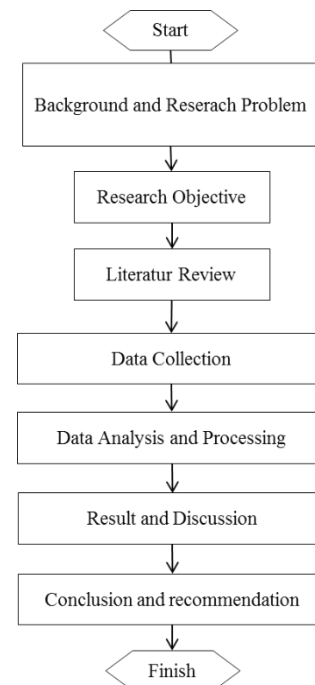 Start
Background and Reserach Problem
Research Objective
Literatur Review
Data Collection
Data Analysis and Processing
Result and Discussion
Conclusion and recommendation
Finish